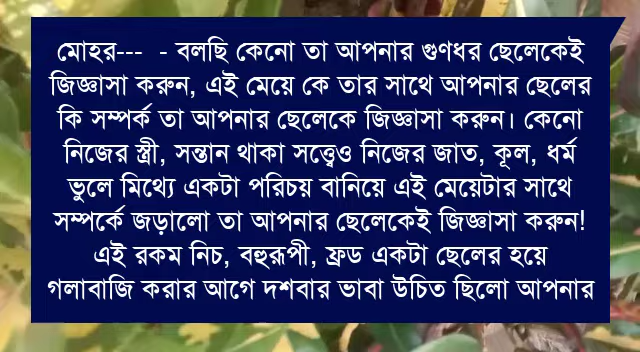 মোহর--- - বলছি কেনো তা আপনার গুণধর ছেলেকেই
জিজ্ঞাসা করুন, এই মেয়ে কে তার সাথে আপনার ছেলের
কি সম্পর্ক তা আপনার ছেলেকে জিজ্ঞাসা করুন। কেনো
নিজের স্ত্রী, সন্তান থাকা সত্ত্বেও নিজের জাত, কূল, ধর্ম
ভুলে মিথ্যে একটা পরিচয় বানিয়ে এই মেয়েটার সাথে
সম্পর্কে জড়ালো তা আপনার ছেলেকেই জিজ্ঞাসা করুন!
এই রকম নিচ, বহুরূপী, ফ্রড একটা ছেলের হয়ে
গলাবাজি করার আগে দশবার ভাবা উচিত ছিলো আপনার